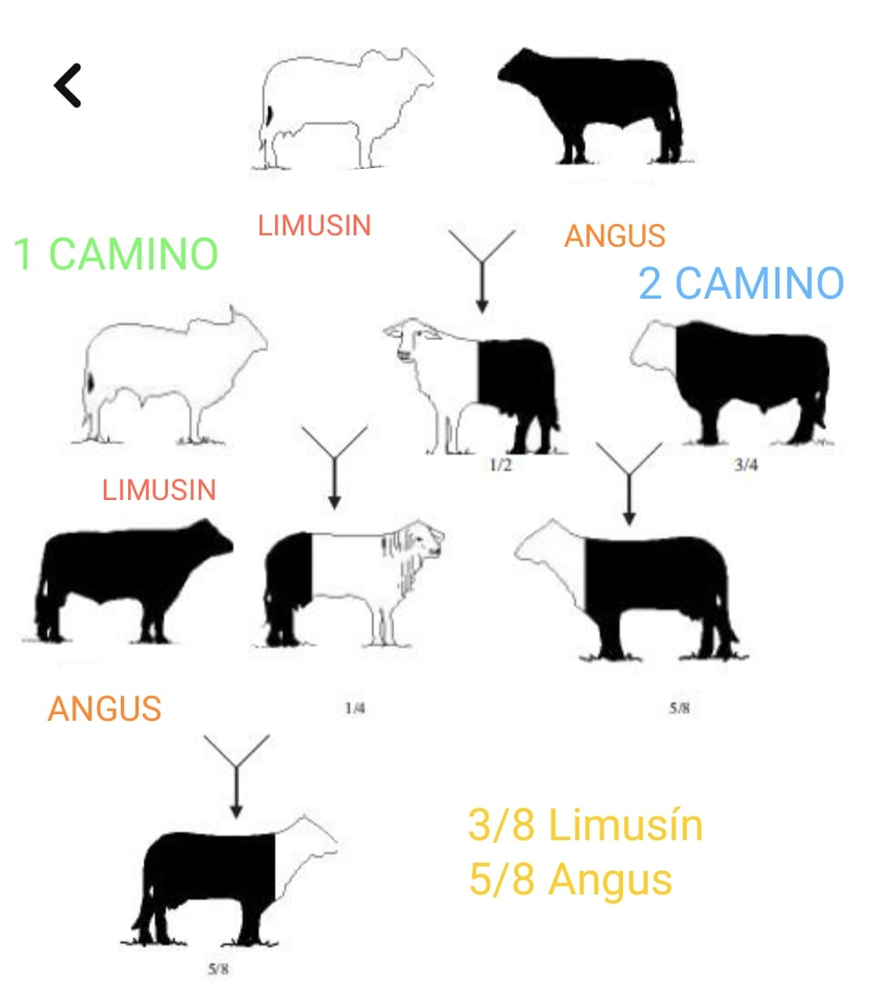 LIMUSIN
ANGUS
1 CAMINO
2 CAMINO
1/2
3/4
LIMUSIN
ANGUS
1/4
5/8
3/8 Limusín
5/8 Angus
5/8